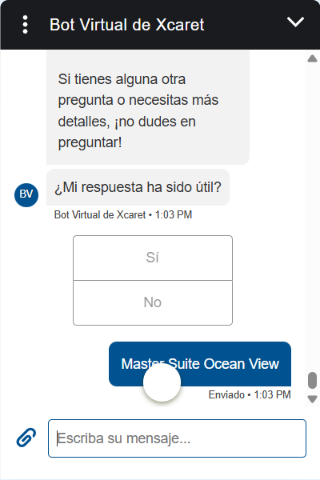 Bot Virtual de Xcaret
Si tienes alguna otra
pregunta o necesitas más
detalles, ¡no dudes en
preguntar!
¿Mi respuesta ha sido útil?
BV
Bot Virtual de Xcaret • 1:03 PM
Sí
No
Master Suite Ocean View
Enviado • 1:03 PM
Escriba su mensaje...